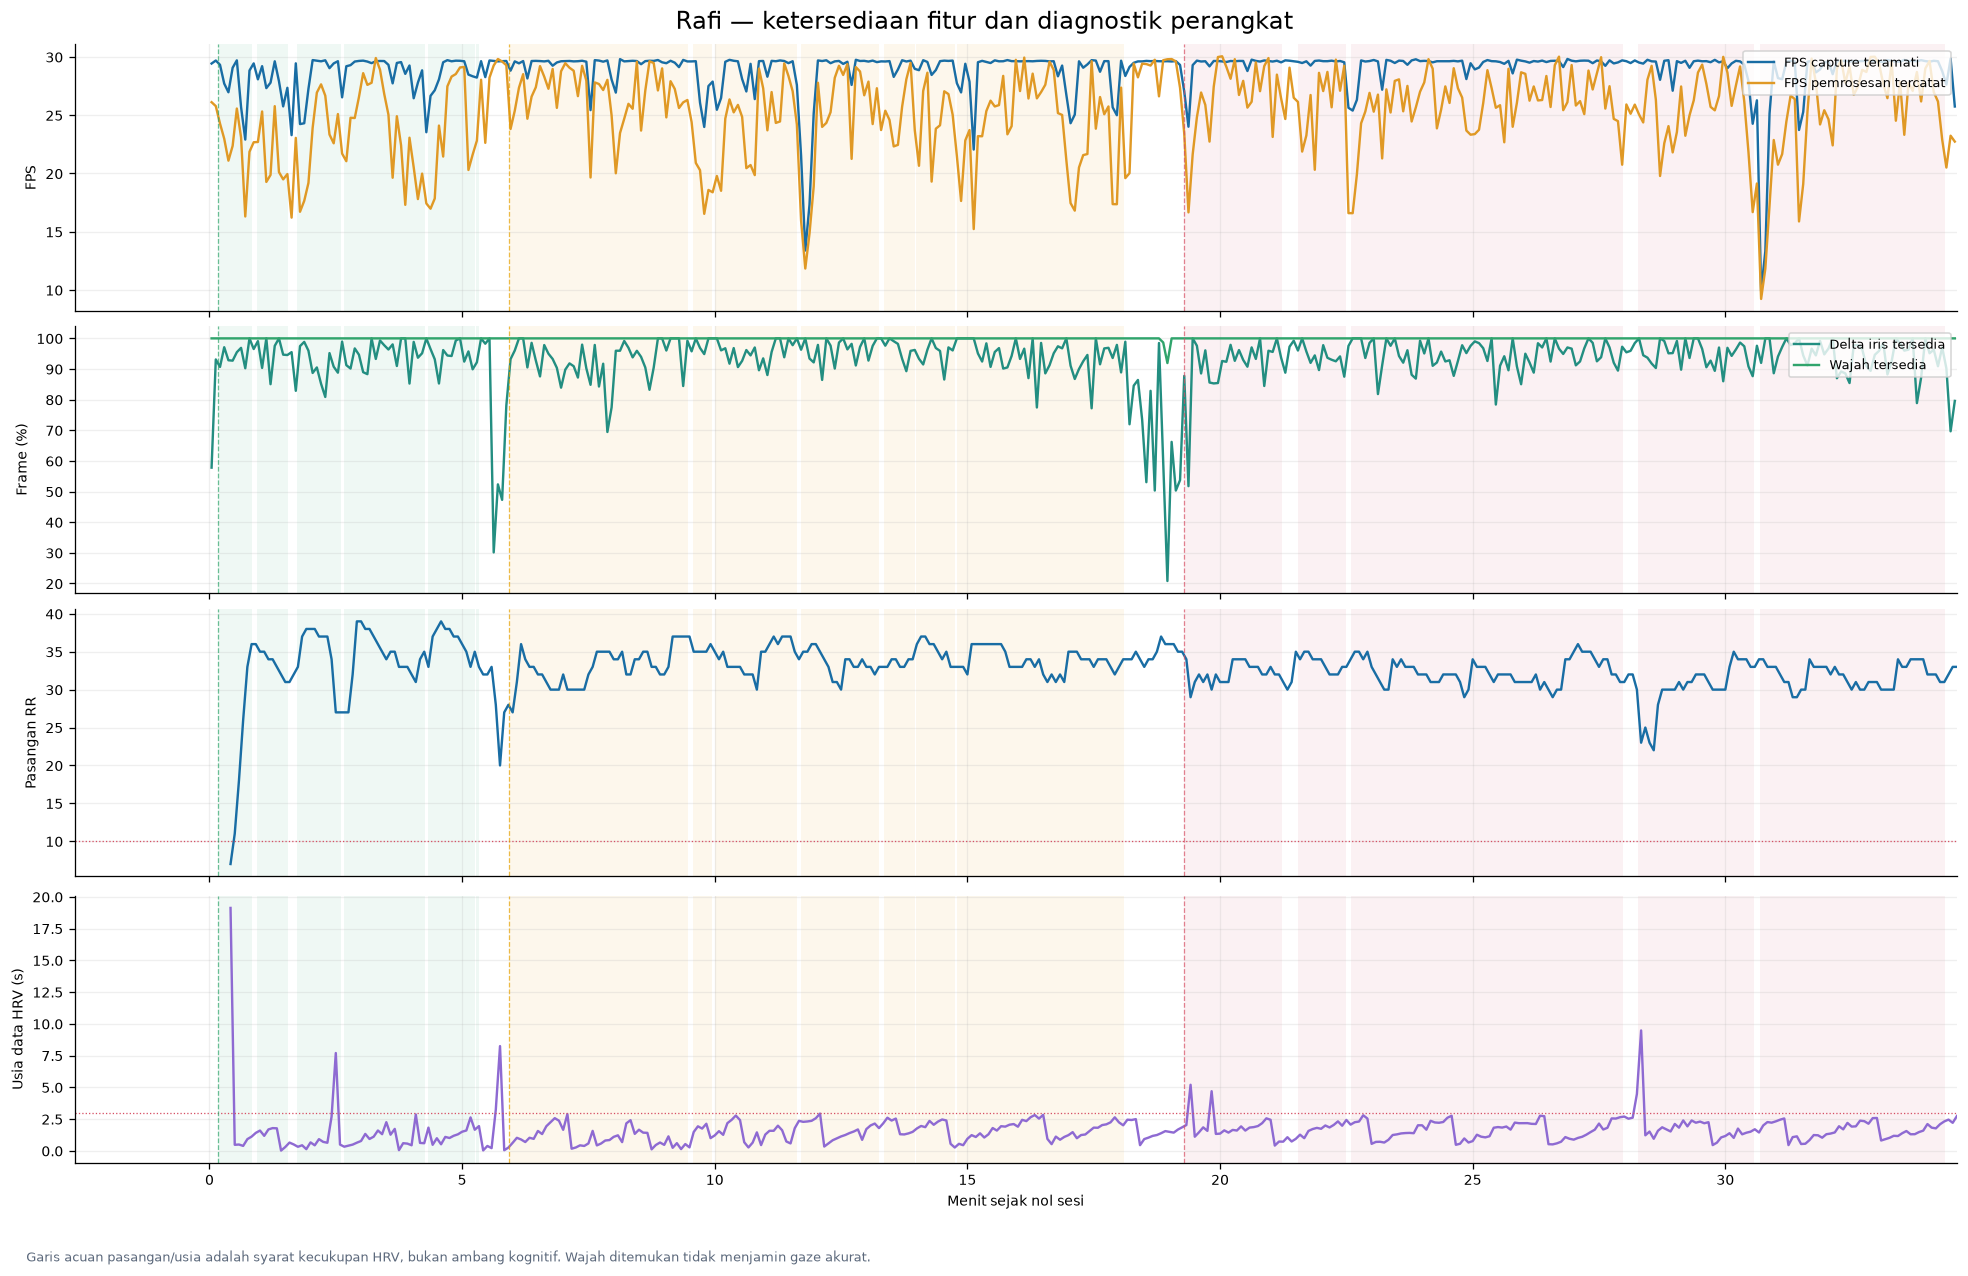 Rafi — ketersediaan fitur dan diagnostik perangkat
FPS
30
25
20
15
10
FPS capture teramati
FPS pemrosesan tercatat
Frame (%)
100
90
80
70
60
50
40
30
20
Delta iris tersedia
Wajah tersedia
Pasangan RR
40
35
30
25
20
15
10
Usia data HRV (s)
20.0
17.5
15.0
12.5
10.0
7.5
5.0
2.5
0.0
0 5 10 15 20 25 30
Menit sejak nol sesi
Garis acuan pasangan/usia adalah syarat kecukupan HRV, bukan ambang kognitif. Wajah ditemukan tidak menjamin gaze akurat.